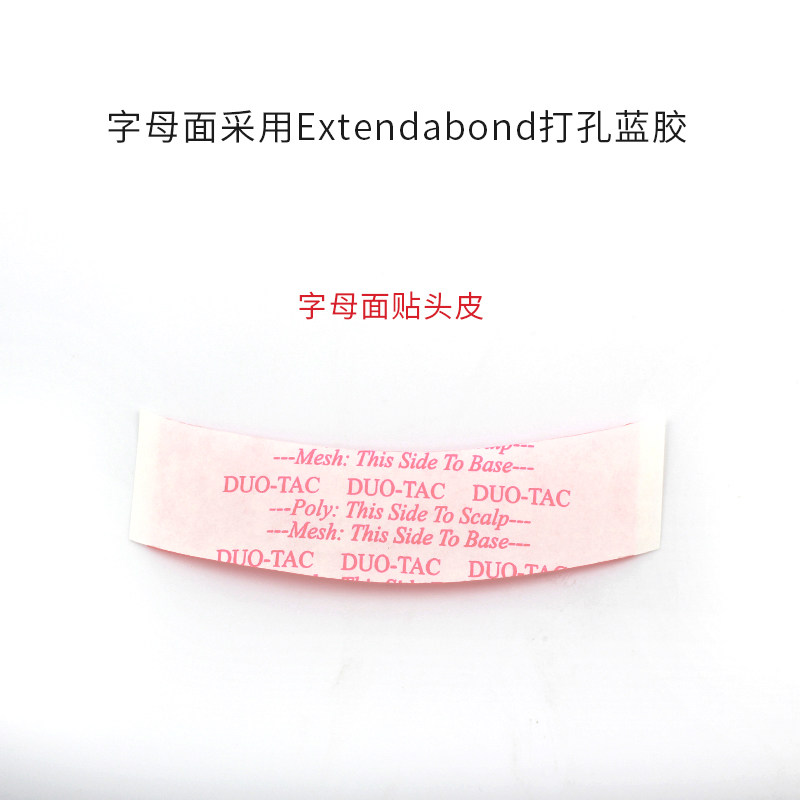 字母面采用Extendabond打孔蓝胶
字母面贴头皮
---Mesh: This Side To Base---
DUO-TAC DUO-TAC DUO-TAC
---Poly: This Side To Scalp---
---Mesh: This Side To Base---
DUO-TAC DUO-TAC DUO-TAC